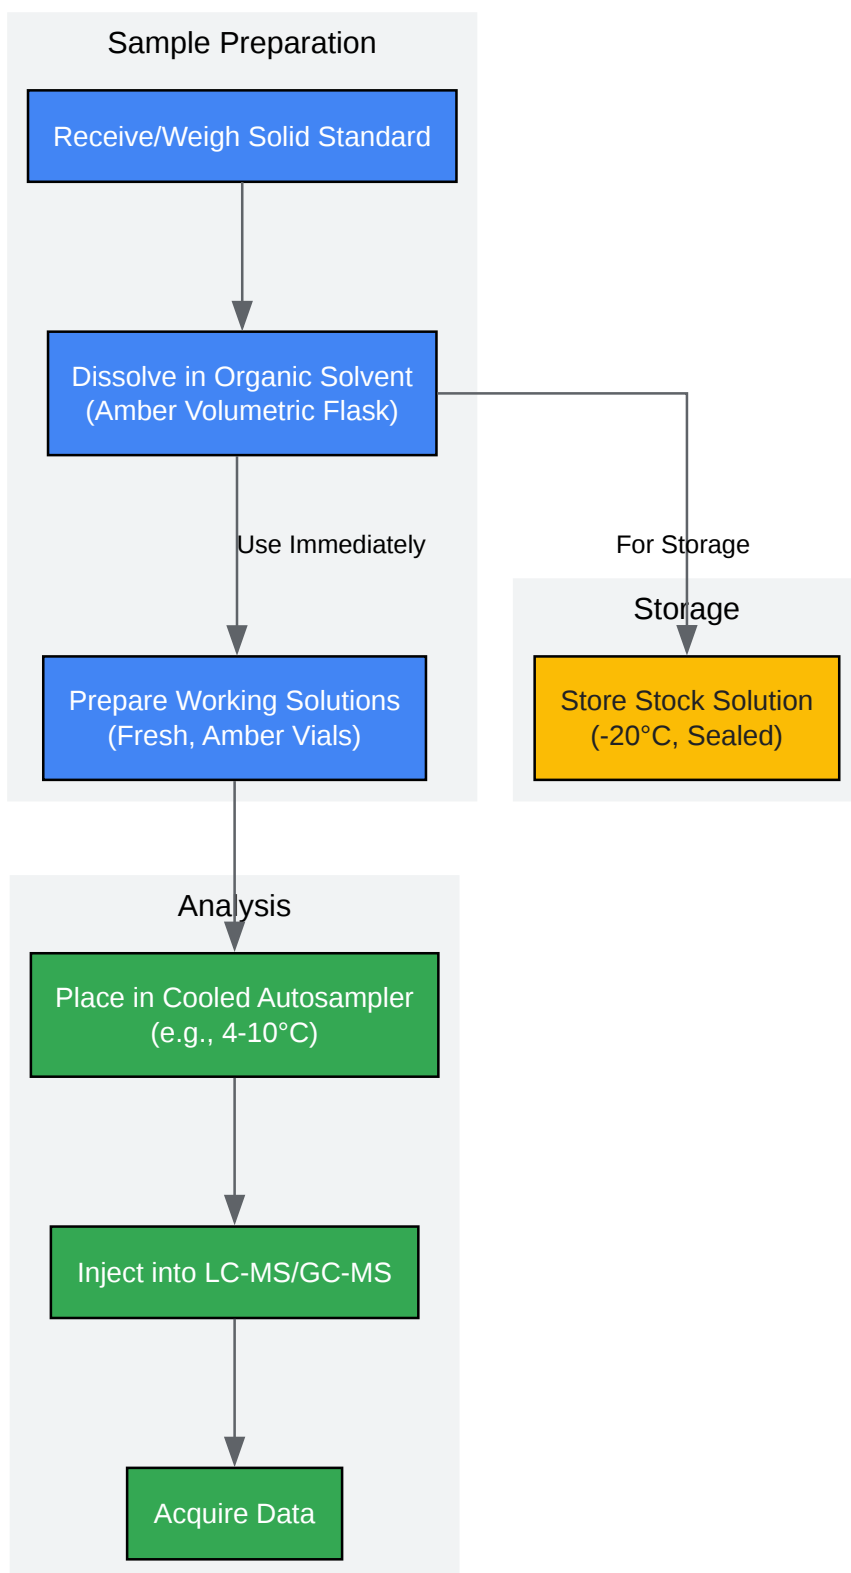 Sample Preparation
Receive/Weigh Solid Standard
Dissolve in Organic Solvent
(Amber Volumetric Flask)
Use Immediately
For Storage
Storage
Prepare Working Solutions
(Fresh, Amber Vials)
Store Stock Solution
(-20°C, Sealed)
Analysis
Place in Cooled Autosampler
(e.g., 4-10°C)
Inject into LC-MS/GC-MS
Acquire Data